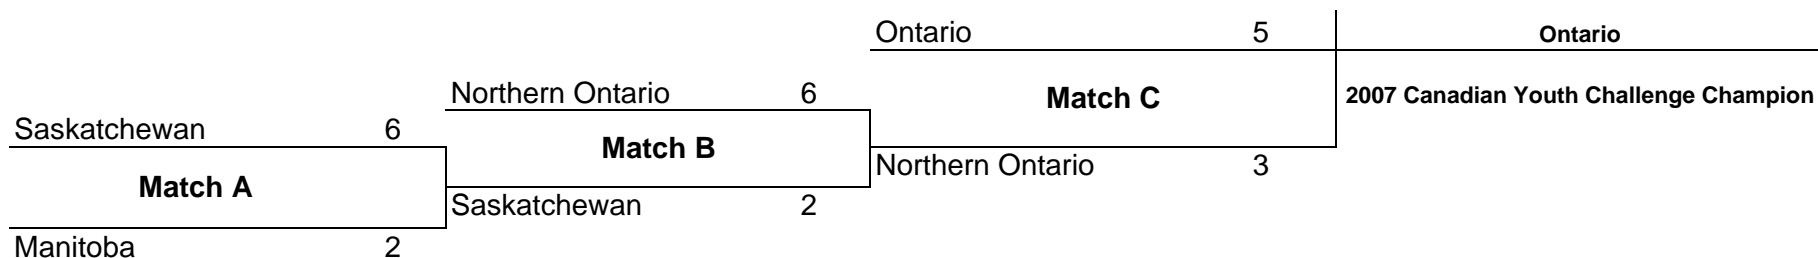 Ontario 5 Ontario
Northern Ontario 6 Match C 2007 Canadian Youth Challenge Champion
Saskatchewan 6
Match B
Northern Ontario 3
Match A
Saskatchewan 2
Manitoba 2